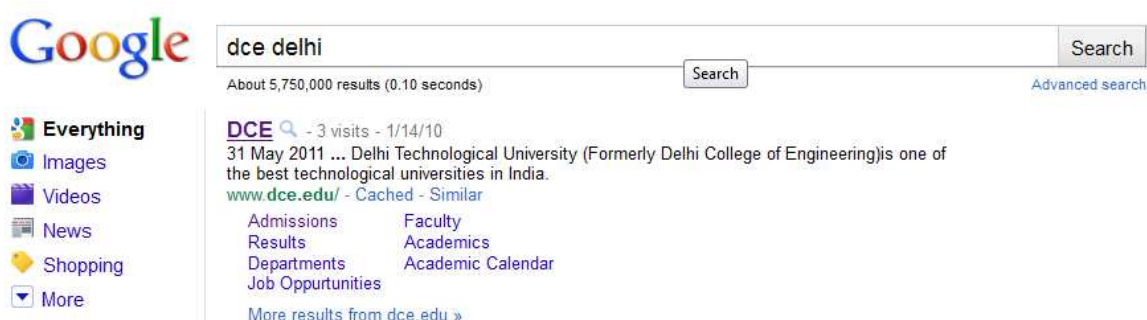 Google
dce delhi
Search
Search
About 5,750,000 results (0.10 seconds)
Advanced search
Everything
Images
Videos
News
Shopping
More
DCE - 3 visits - 1/14/10
31 May 2011 ... Delhi Technological University (Formerly Delhi College of Engineering)is one of
the best technological universities in India.
www.dce.edu/ - Cached - Similar
Admissions Faculty
Results Academics
Departments Academic Calendar
Job Oppurtunities
More results from dce.edu »